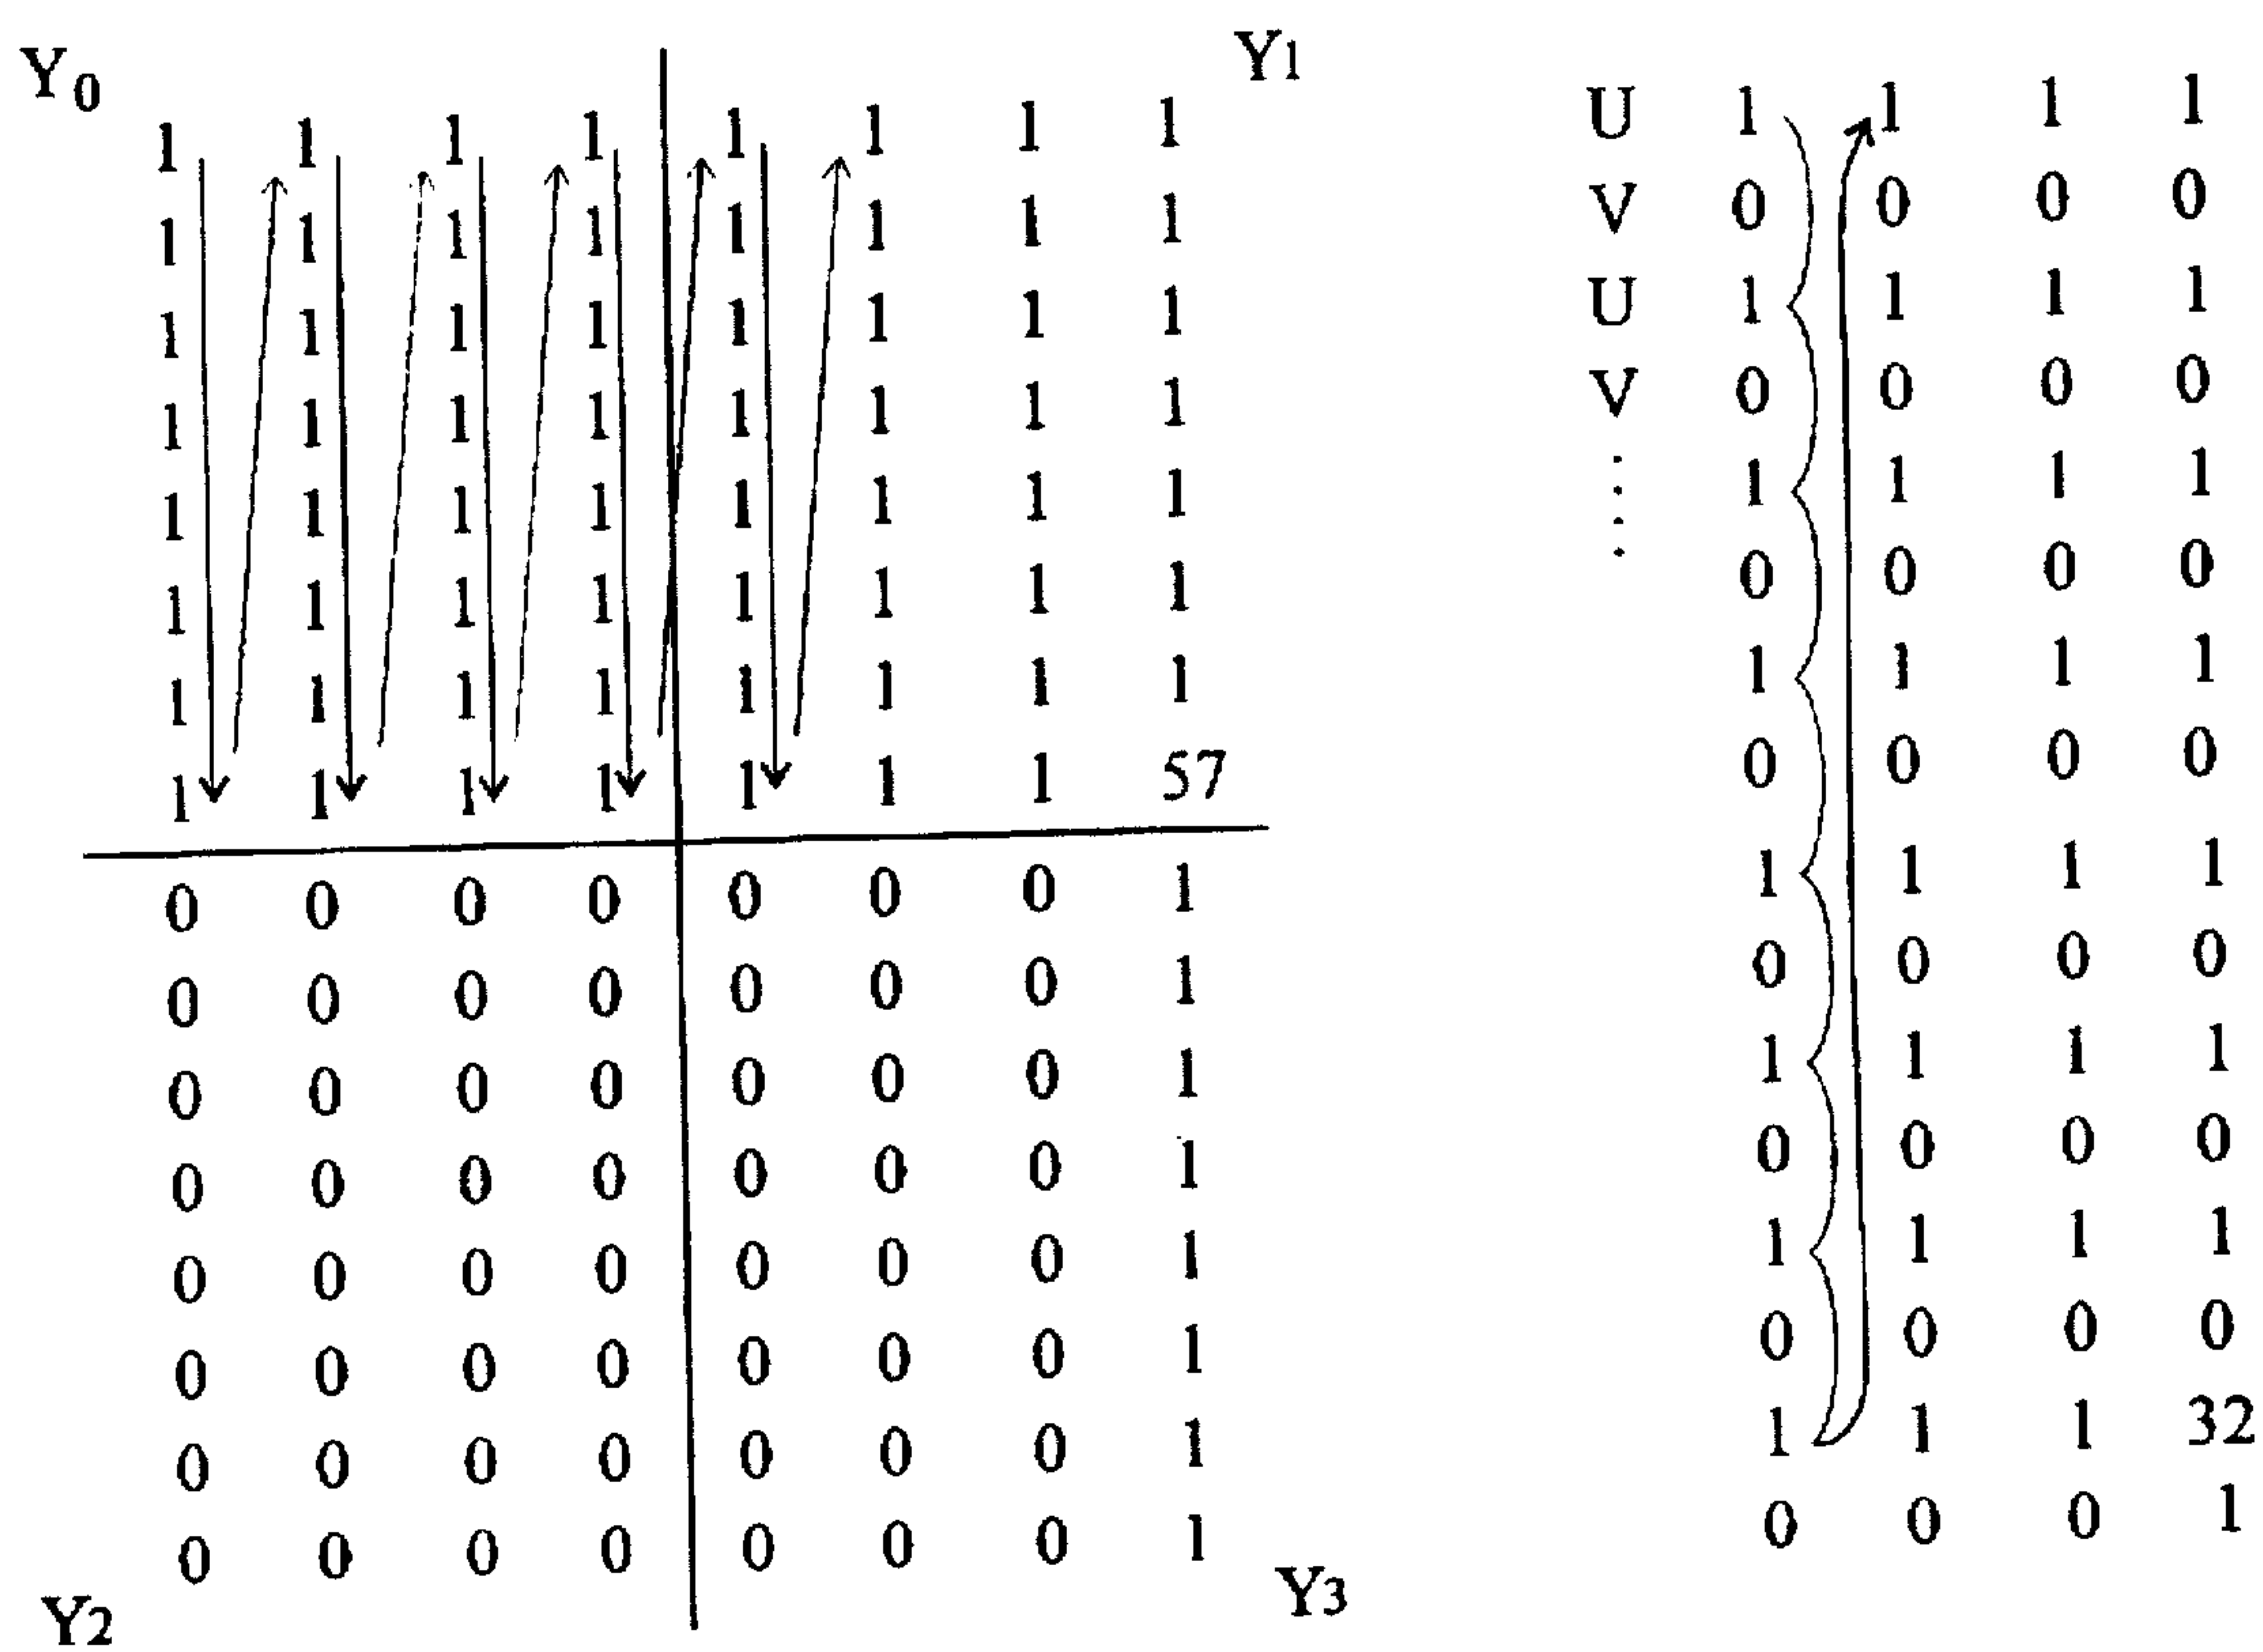 Y0 Y1
1 1 1 1 1 1 1 1 U 1 1 1 1
1 1 1 1 1 1 1 1 V 0 0 0 0
1 1 1 1 1 1 1 1 U 1 1 1 1
1 1 1 1 1 1 1 1 V 0 0 0 0
1 1 1 1 1 1 1 1 : 1 1 1 1
1 1 1 1 1 1 1 1 : 0 0 0 0
1 1 1 1 1 1 1 1 1 1 1 1
1 1 1 1 1 1 1 57 0 0 0 0
0 0 0 0 0 0 0 1 1 1 1 1
0 0 0 0 0 0 0 1 0 0 0 0
0 0 0 0 0 0 0 1 1 1 1 1
0 0 0 0 0 0 0 1 0 0 0 0
0 0 0 0 0 0 0 1 1 1 1 1
0 0 0 0 0 0 0 1 0 0 0 0
0 0 0 0 0 0 0 1 1 1 1 32
0 0 0 0 0 0 0 1 0 0 0 1
Y2 Y3